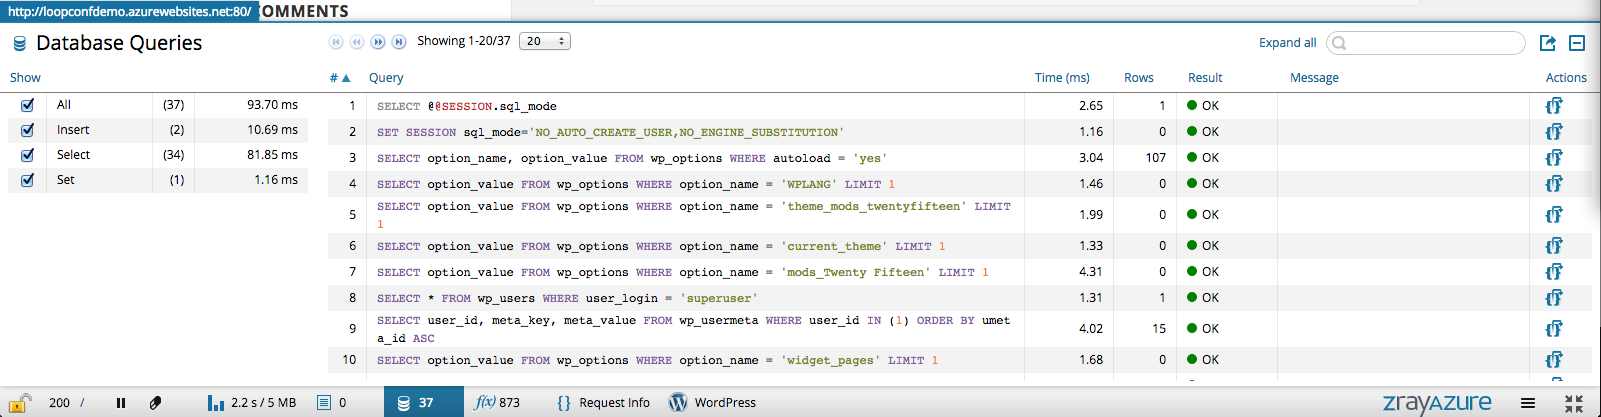 http://loopconfdemo.azurewebsites.net:80/ OMMENTS
Database Queries Showing 1-20/37 20 Expand all
Show # Query Time (ms) Rows Result Message Actions
All (37) 93.70 ms
Insert (2) 10.69 ms
Select (34) 81.85 ms
Set (1) 1.16 ms
1 SELECT @@SESSION.sql_mode 2.65 1 OK
2 SET SESSION sql_mode='NO_AUTO_CREATE_USER,NO_ENGINE_SUBSTITUTION' 1.16 0 OK
3 SELECT option_name, option_value FROM wp_options WHERE autoload = 'yes' 3.04 107 OK
4 SELECT option_value FROM wp_options WHERE option_name = 'WPLANG' LIMIT 1 1.46 0 OK
5 SELECT option_value FROM wp_options WHERE option_name = 'theme_mods_twentyfifteen' LIMIT
1 1.99 0 OK
6 SELECT option_value FROM wp_options WHERE option_name = 'current_theme' LIMIT 1 1.33 0 OK
7 SELECT option_value FROM wp_options WHERE option_name = 'mods_Twenty Fifteen' LIMIT 1 4.31 0 OK
8 SELECT * FROM wp_users WHERE user_login = 'superuser' 1.31 1 OK
9 SELECT user_id, meta_key, meta_value FROM wp_usermeta WHERE user_id IN (1) ORDER BY umet
a_id ASC 4.02 15 OK
10 SELECT option_value FROM wp_options WHERE option_name = 'widget_pages' LIMIT 1 1.68 0 OK
200 / 2.2 s / 5 MB 0 37 f(x) 873 {} Request Info WordPress zrayAzure